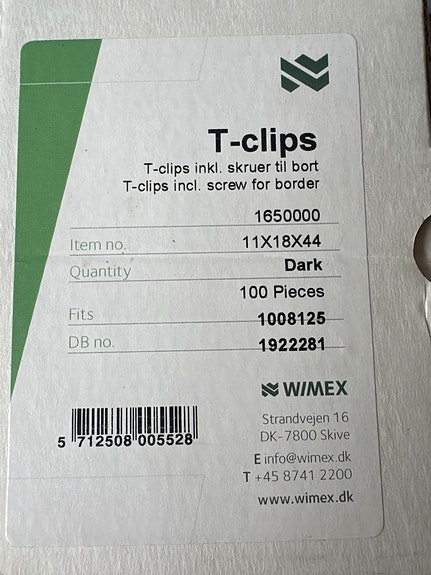 T-clips
T-clips inkl. skruer til bort
T-clips incl. screw for border
1650000
Item no. 11X18X44
Quantity Dark
100 Pieces
Fits 1008125
DB no. 1922281
WIMEX
5 712508 005528
Strandvejen 16
DK-7800 Skive
E info@wimex.dk
T +45 8741 2200
www.wimex.dk